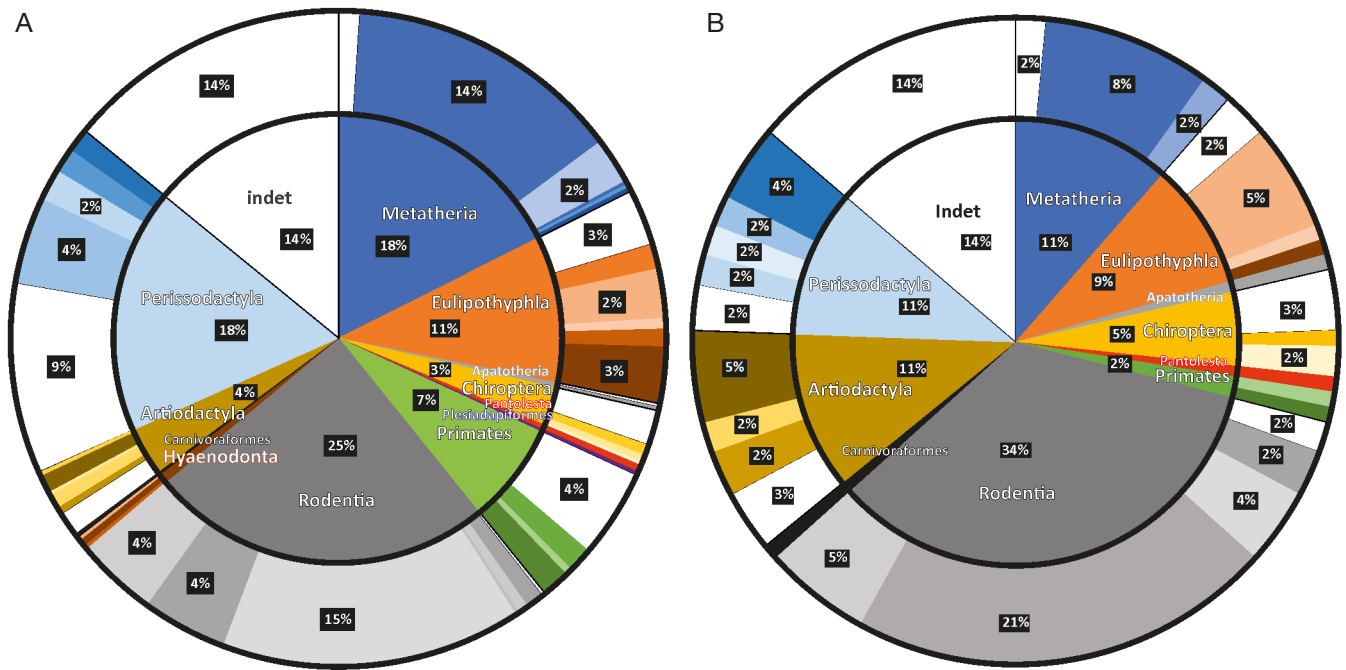 A
14%
14%
2%
3%
2%
3%
4%
15%
4%
4%
9%
4%
2%
indet
14%
Metatheria
18%
Eulipothyphla
11%
Apatotheria
3%
Chiroptera
Pantolesta
Plesiadapiformes
7%
Primates
25%
Rodentia
Perissodactyla
18%
4%
Artiodactyla
Carnivoraformes
Hyaenodonta
B
14%
2%
8%
2%
2%
5%
3%
2%
2%
2%
4%
21%
5%
3%
2%
2%
5%
2%
2%
2%
2%
4%
Indet
14%
Metatheria
11%
Eulipothyphla
9%
Apatotheria
5%
Chiroptera
Pantolesta
2%
Primates
34%
Rodentia
Perissodactyla
11%
11%
Artiodactyla
Carnivoraformes